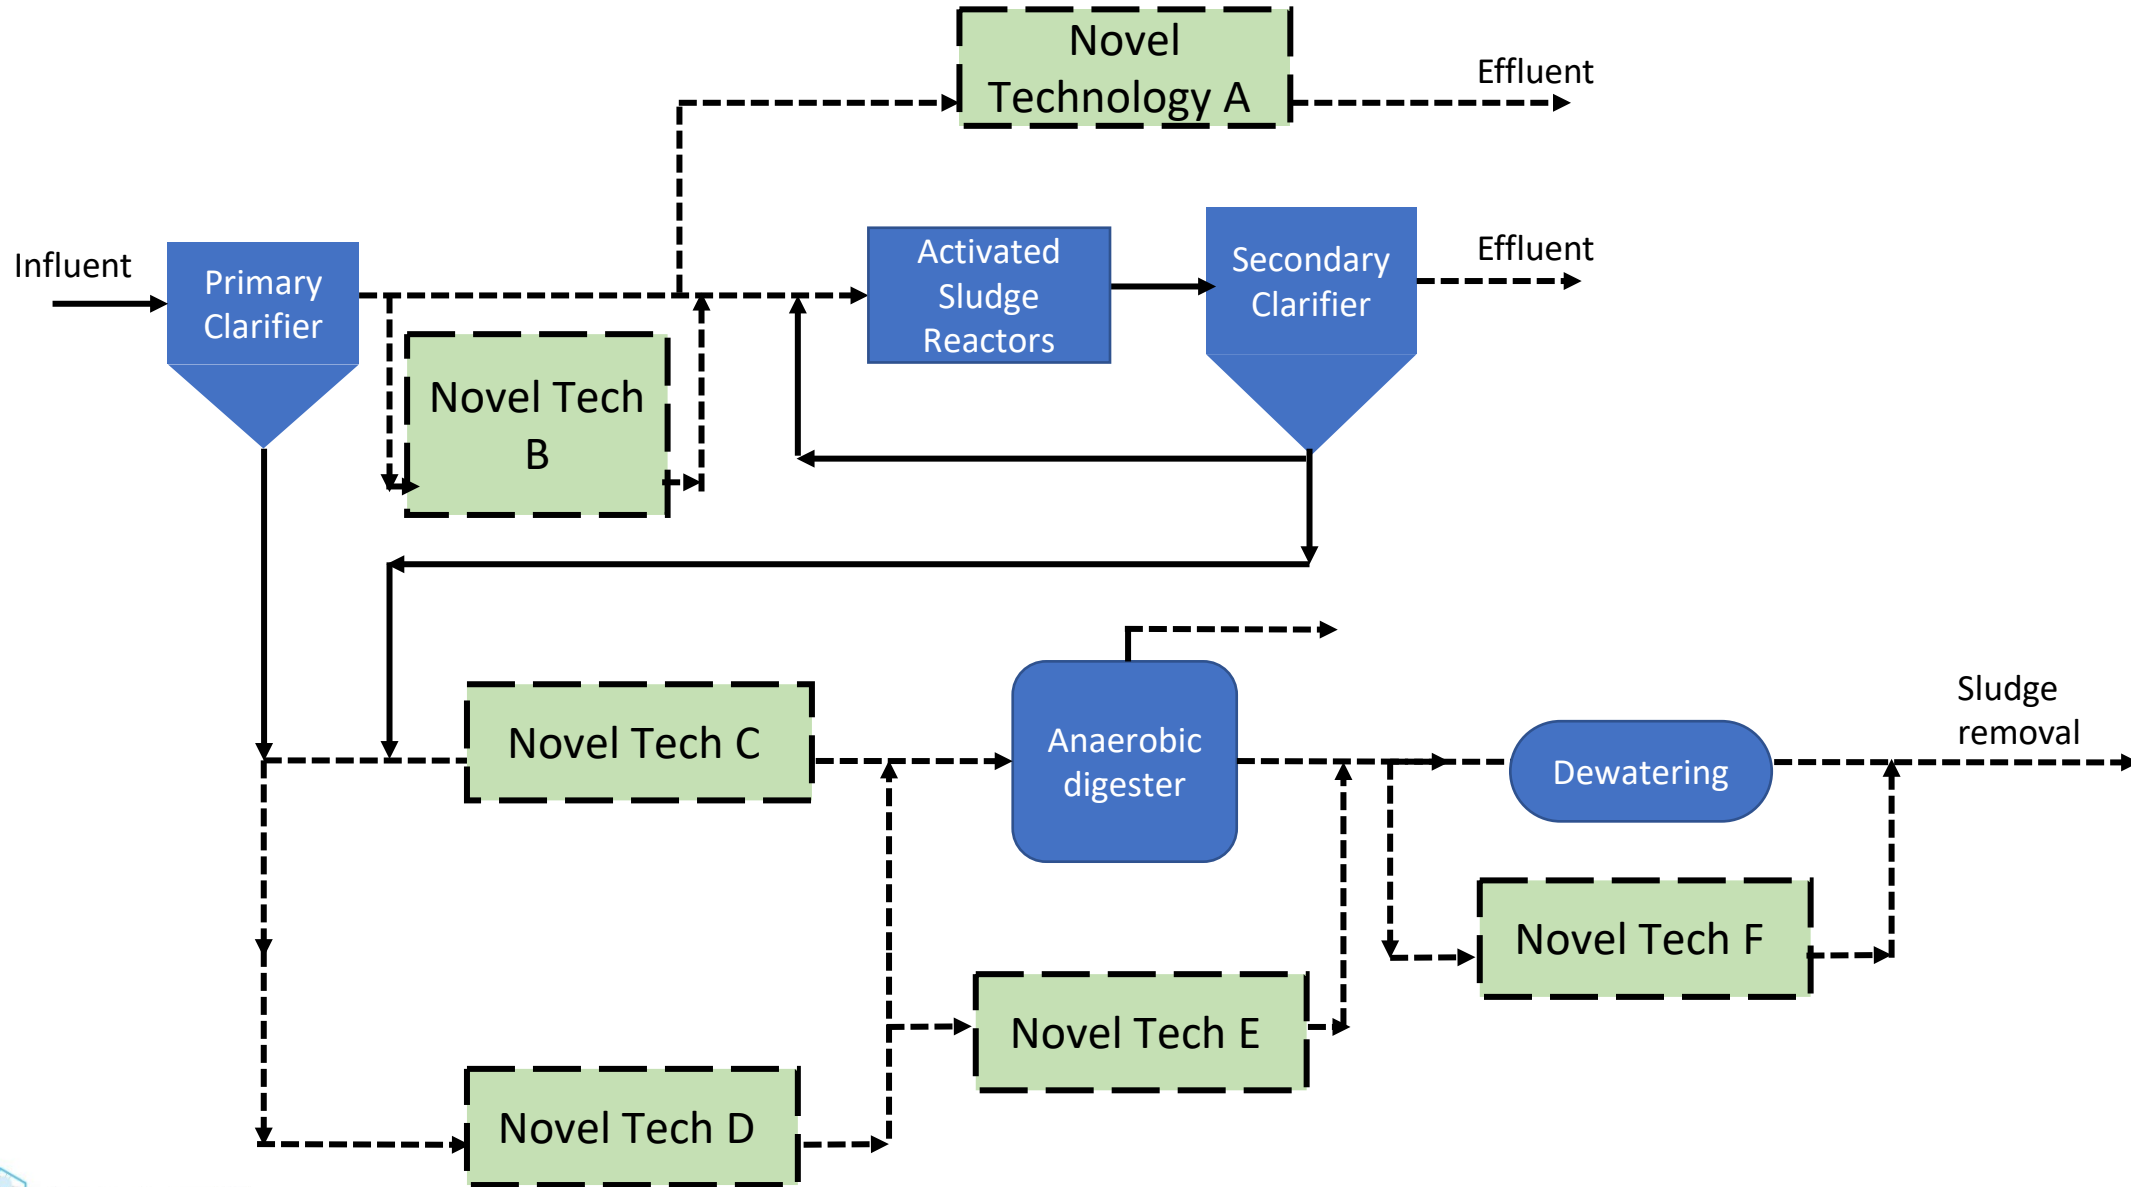 Novel
Technology A
Effluent
Influent
Primary
Clarifier
Activated
Sludge
Reactors
Secondary
Clarifier
Effluent
Novel Tech
B
Novel Tech C
Anaerobic
digester
Dewatering
Sludge
removal
Novel Tech F
Novel Tech E
Novel Tech D